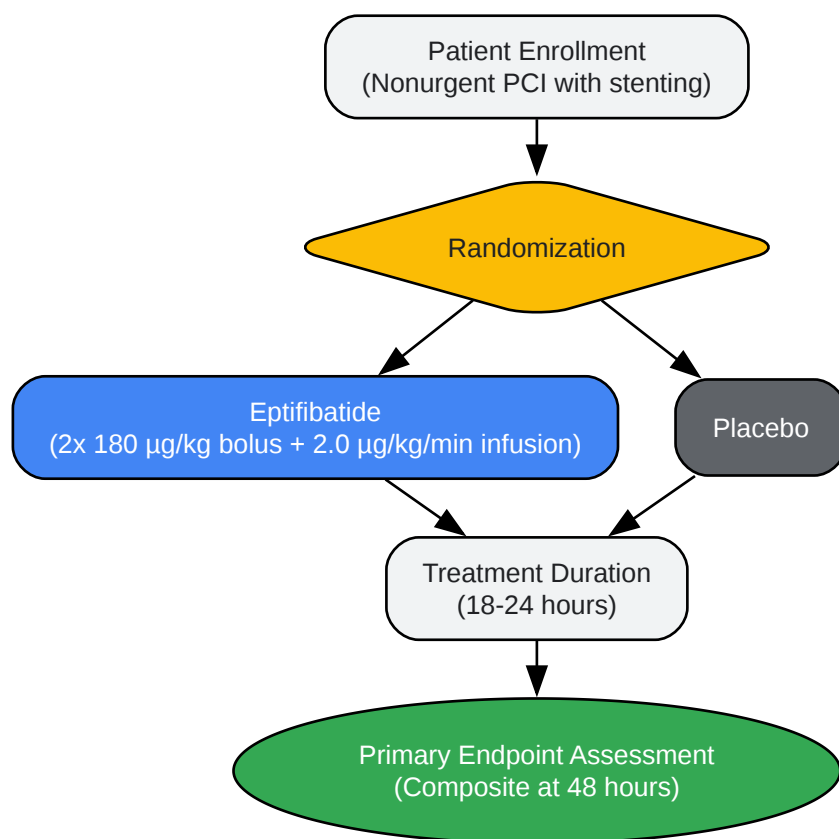 Patient Enrollment
(Nonurgent PCI with stenting)
Randomization
Eptifibatide
(2x 180 µg/kg bolus + 2.0 µg/kg/min infusion)
Placebo
Treatment Duration
(18-24 hours)
Primary Endpoint Assessment
(Composite at 48 hours)